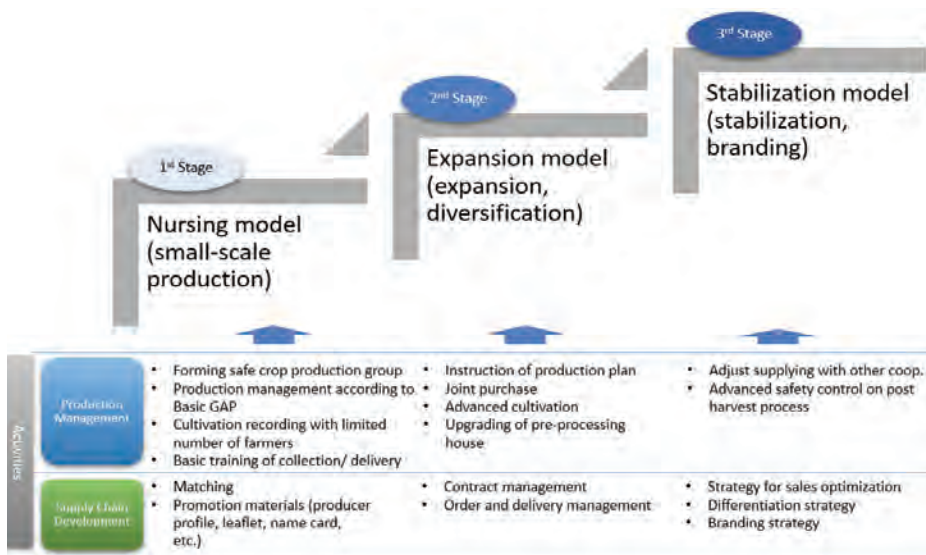 3rd Stage
Stabilization model
(stabilization,
branding)
2nd Stage
Expansion model
(expansion,
diversification)
1st Stage
Nursing model
(small-scale
production)
Activities
Production
Management
• Forming safe crop production group
• Production management according to
Basic GAP
• Cultivation recording with limited
number of farmers
• Basic training of collection/ delivery
• Instruction of production plan
• Joint purchase
• Advanced cultivation
• Upgrading of pre-processing
house
• Adjust supplying with other coop.
• Advanced safety control on post
harvest process
Supply Chain
Development
• Matching
• Promotion materials (producer
profile, leaflet, name card,
etc.)
• Contract management
• Order and delivery management
• Strategy for sales optimization
• Differentiation strategy
• Branding strategy